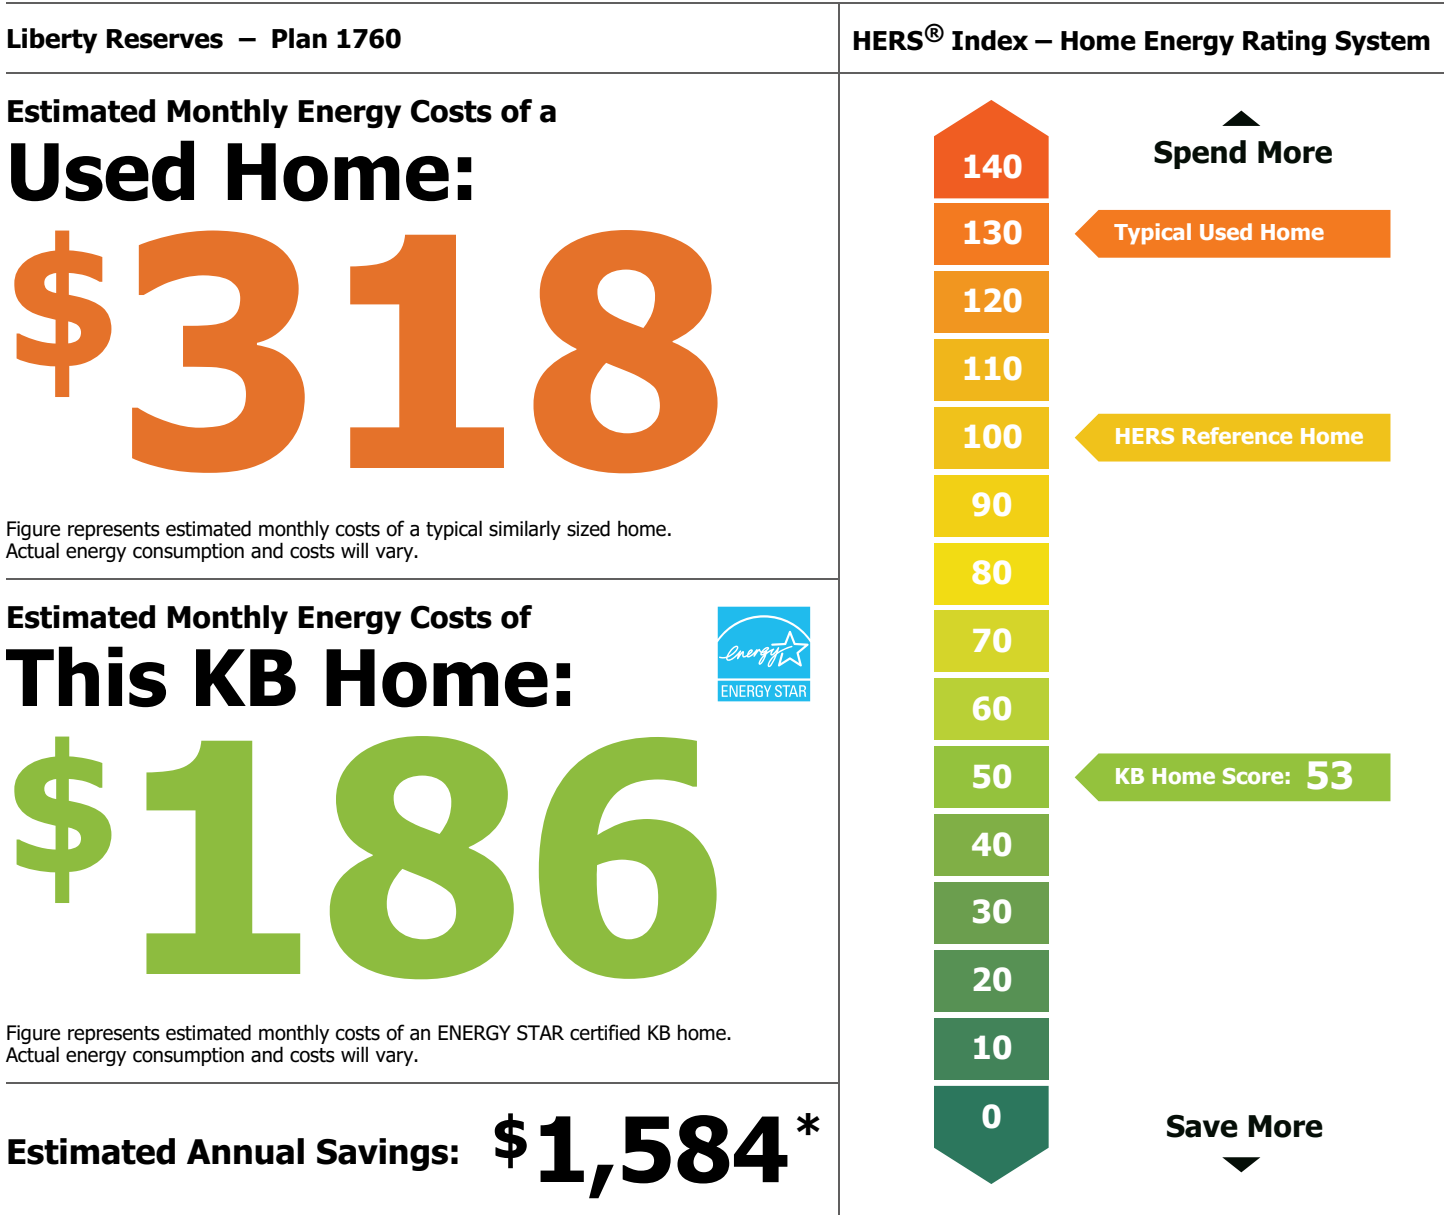 Liberty Reserves – Plan 1760
Estimated Monthly Energy Costs of a
Used Home:
$318
Figure represents estimated monthly costs of a typical similarly sized home.
Actual energy consumption and costs will vary.
Estimated Monthly Energy Costs of
This KB Home:
energy
ENERGY STAR
$186
Figure represents estimated monthly costs of an ENERGY STAR certified KB home.
Actual energy consumption and costs will vary.
Estimated Annual Savings: $1,584*
HERS® Index – Home Energy Rating System
Spend More
140
130
Typical Used Home
120
110
100
HERS Reference Home
90
80
70
60
50
KB Home Score: 53
40
30
20
10
0
Save More